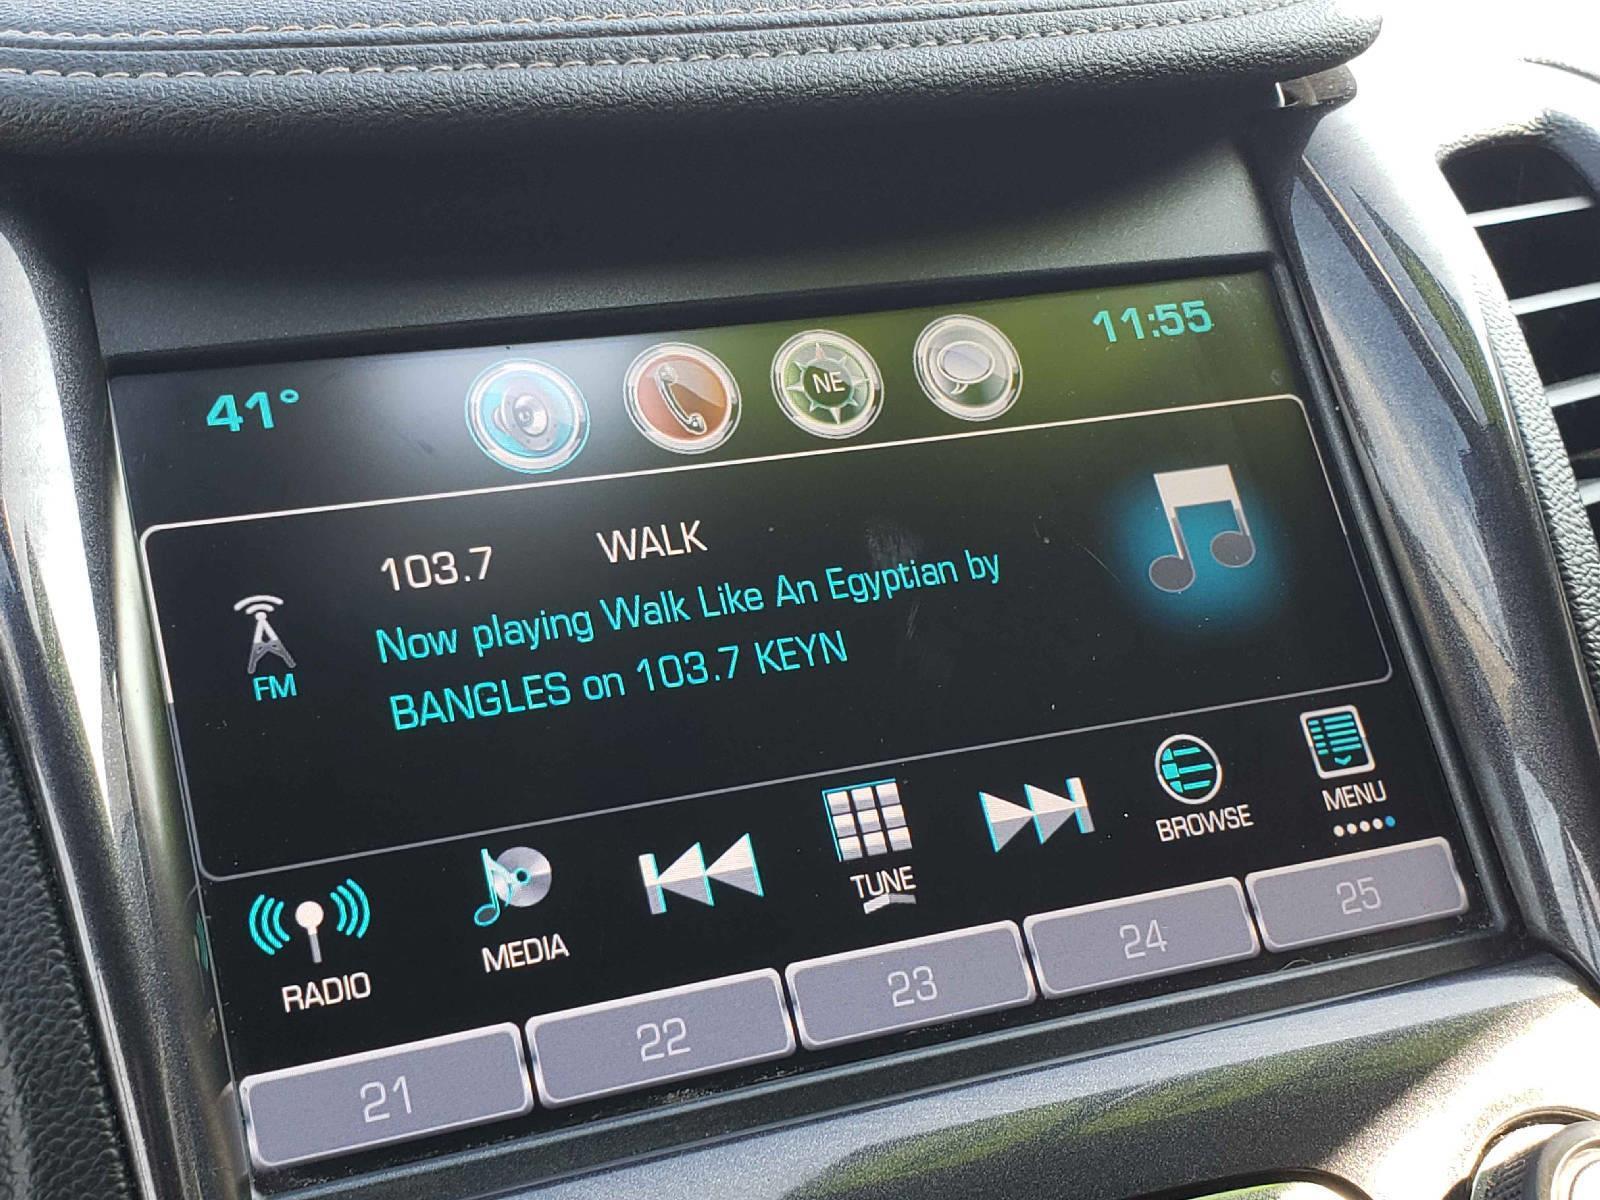 41°
NE
11:55
103.7 WALK
Now playing Walk Like An Egyptian by
BANGLES on 103.7 KEYN
FM
RADIO
MEDIA
TUNE
BROWSE
MENU
21
22
23
24
25